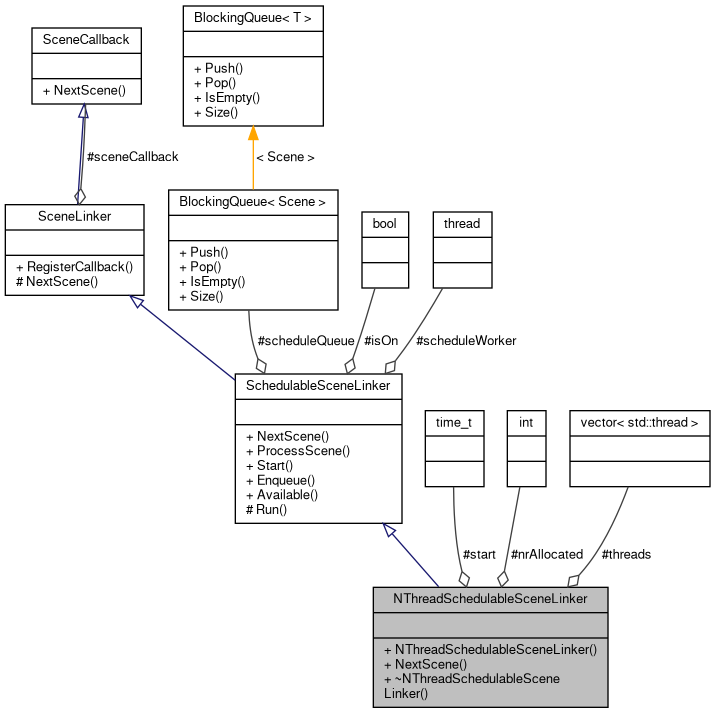 BlockingQueue< T >
+ Push()
+ Pop()
+ IsEmpty()
+ Size()
SceneCallback
+ NextScene()
#sceneCallback
< Scene >
SceneLinker
+ RegisterCallback()
# NextScene()
BlockingQueue< Scene >
+ Push()
+ Pop()
+ IsEmpty()
+ Size()
bool
thread
#scheduleQueue
#isOn
#scheduleWorker
SchedulableSceneLinker
+ NextScene()
+ ProcessScene()
+ Start()
+ Enqueue()
+ Available()
# Run()
time_t
int
vector< std::thread >
#start
#nrAllocated
#threads
NThreadSchedulableSceneLinker
+ NThreadSchedulableSceneLinker()
+ NextScene()
+ ~NThreadSchedulableScene
Linker()